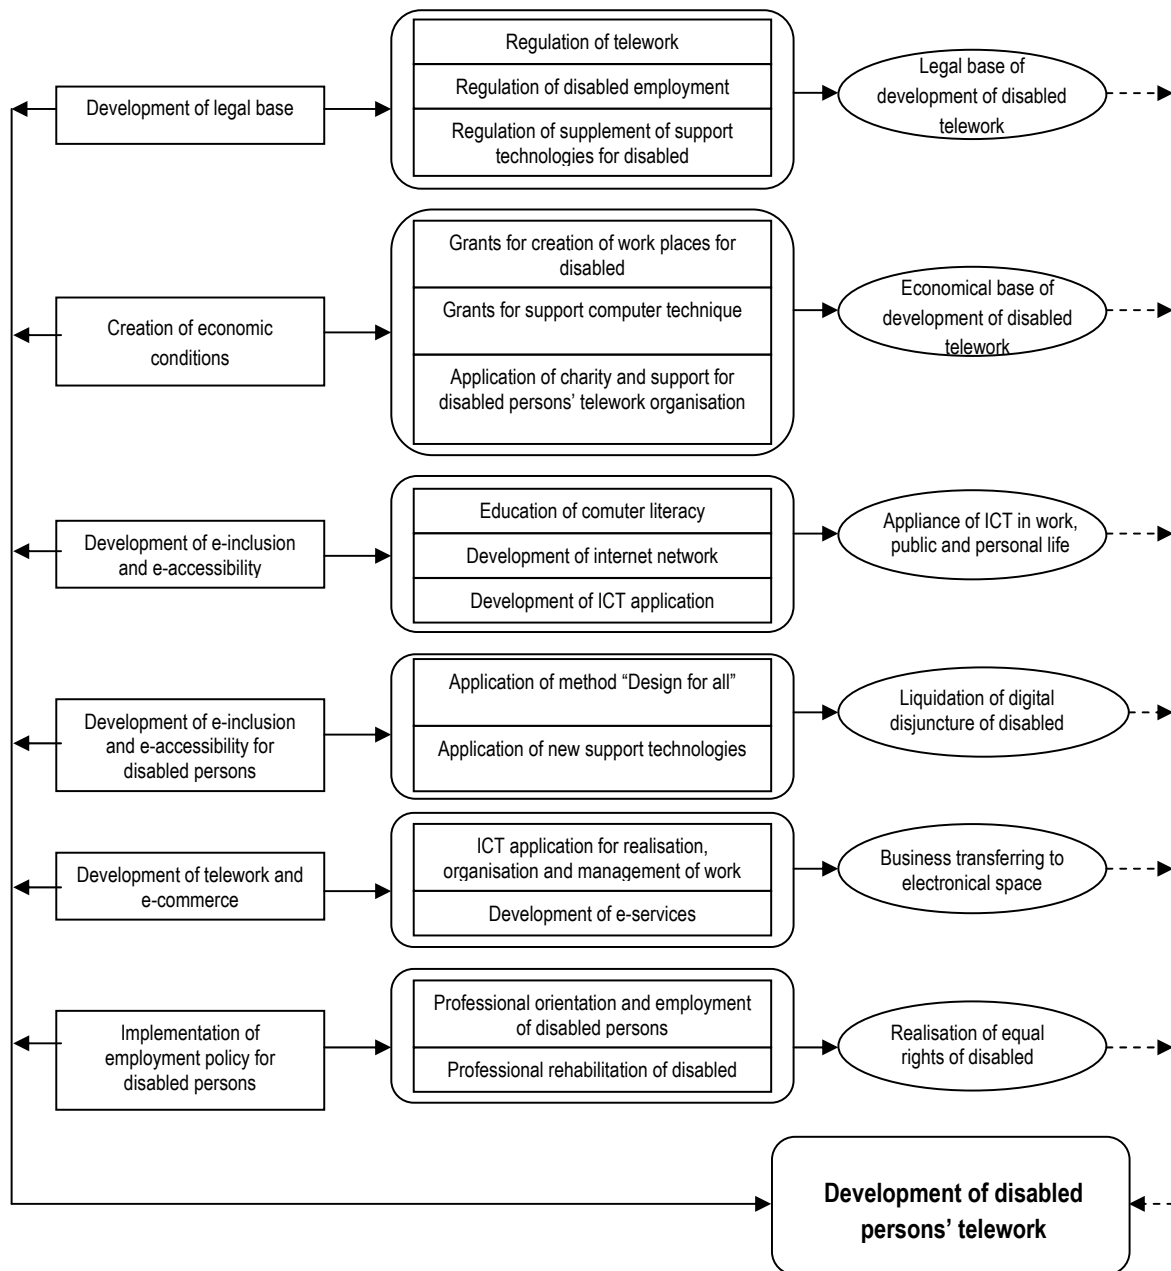 Development of legal base
Regulation of telework
Regulation of disabled employment
Regulation of supplement of support
technologies for disabled
Legal base of
development of disabled
telework
Creation of economic
conditions
Grants for creation of work places for
disabled
Grants for support computer technique
Application of charity and support for
disabled persons’ telework organisation
Economical base of
development of disabled
telework
Development of e-inclusion
and e-accessibility
Education of comuter literacy
Development of internet network
Development of ICT application
Appliance of ICT in work,
public and personal life
Development of e-inclusion
and e-accessibility for
disabled persons
Application of method “Design for all”
Application of new support technologies
Liquidation of digital
disjuncture of disabled
Development of telework and
e-commerce
ICT application for realisation,
organisation and management of work
Development of e-services
Business transferring to
electronical space
Implementation of
employment policy for
disabled persons
Professional orientation and employment
of disabled persons
Professional rehabilitation of disabled
Realisation of equal
rights of disabled
Development of disabled
persons’ telework